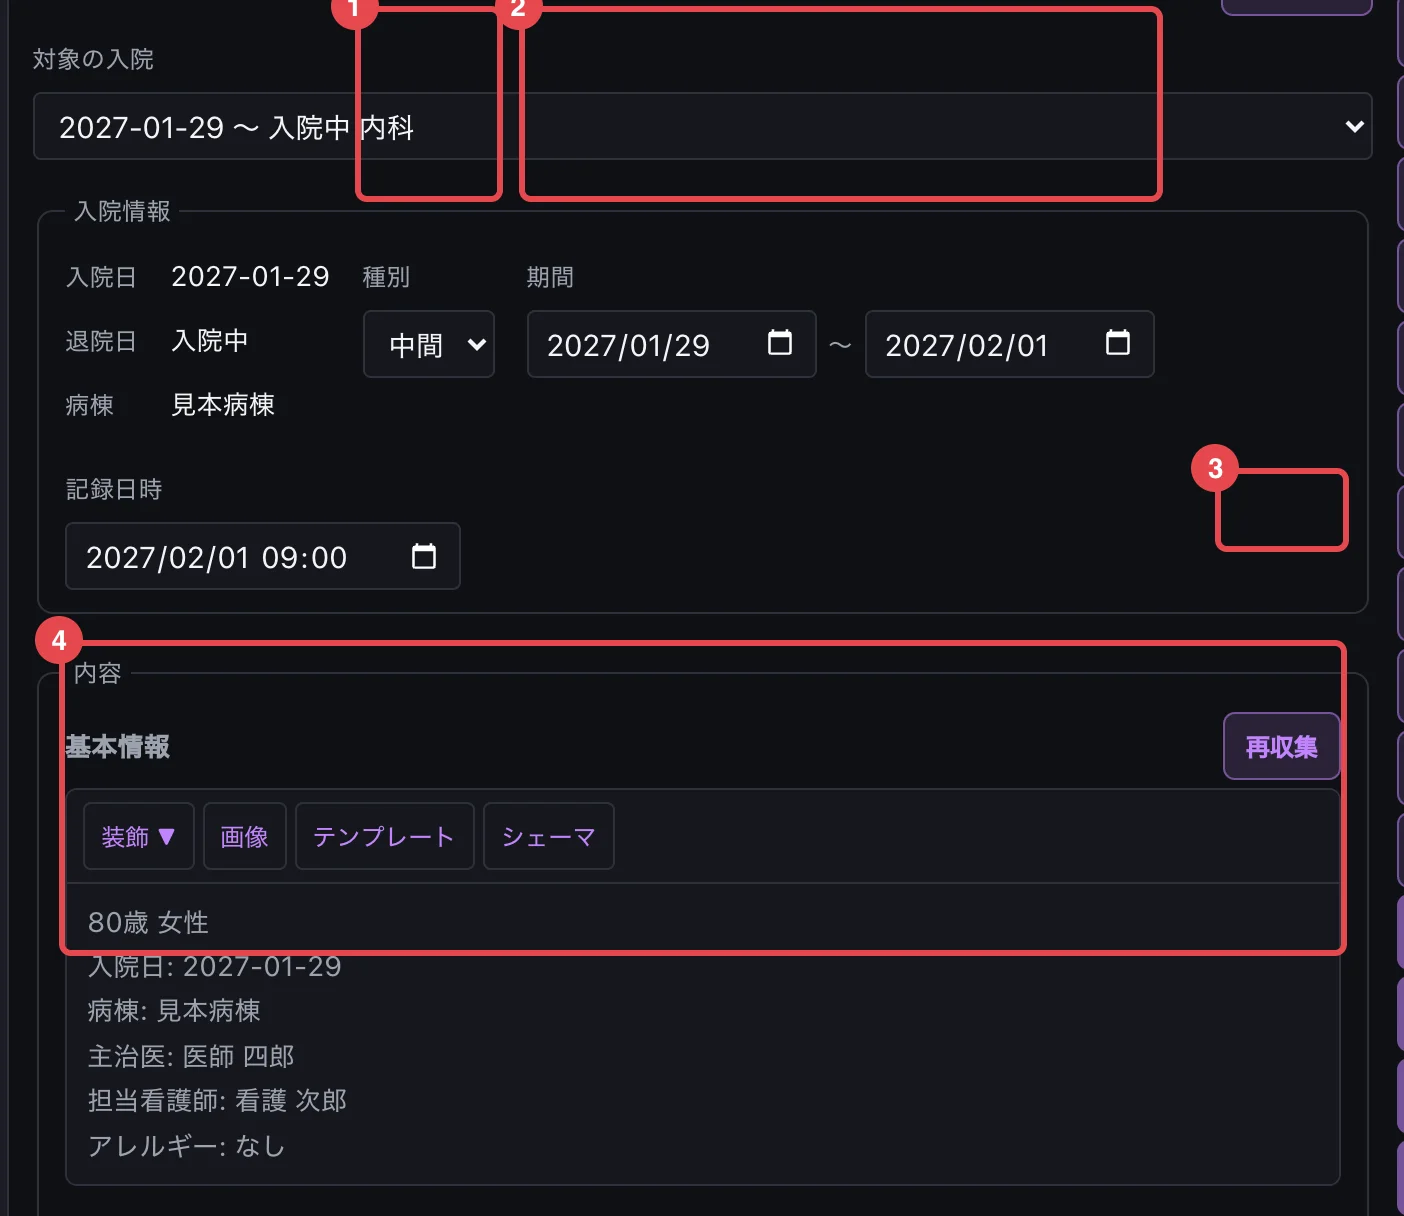 1 2
対象の入院
2027-01-29 〜 入院中 内科
入院情報
入院日 2027-01-29 種別 期間
退院日 入院中 中間 2027/01/29 〜 2027/02/01
病棟 見本病棟
3
記録日時
2027/02/01 09:00
4
内容
基本情報 再収集
装飾 ▼ 画像 テンプレート シェーマ
80歳 女性
入院日: 2027-01-29
病棟: 見本病棟
主治医: 医師 四郎
担当看護師: 看護 次郎
アレルギー: なし